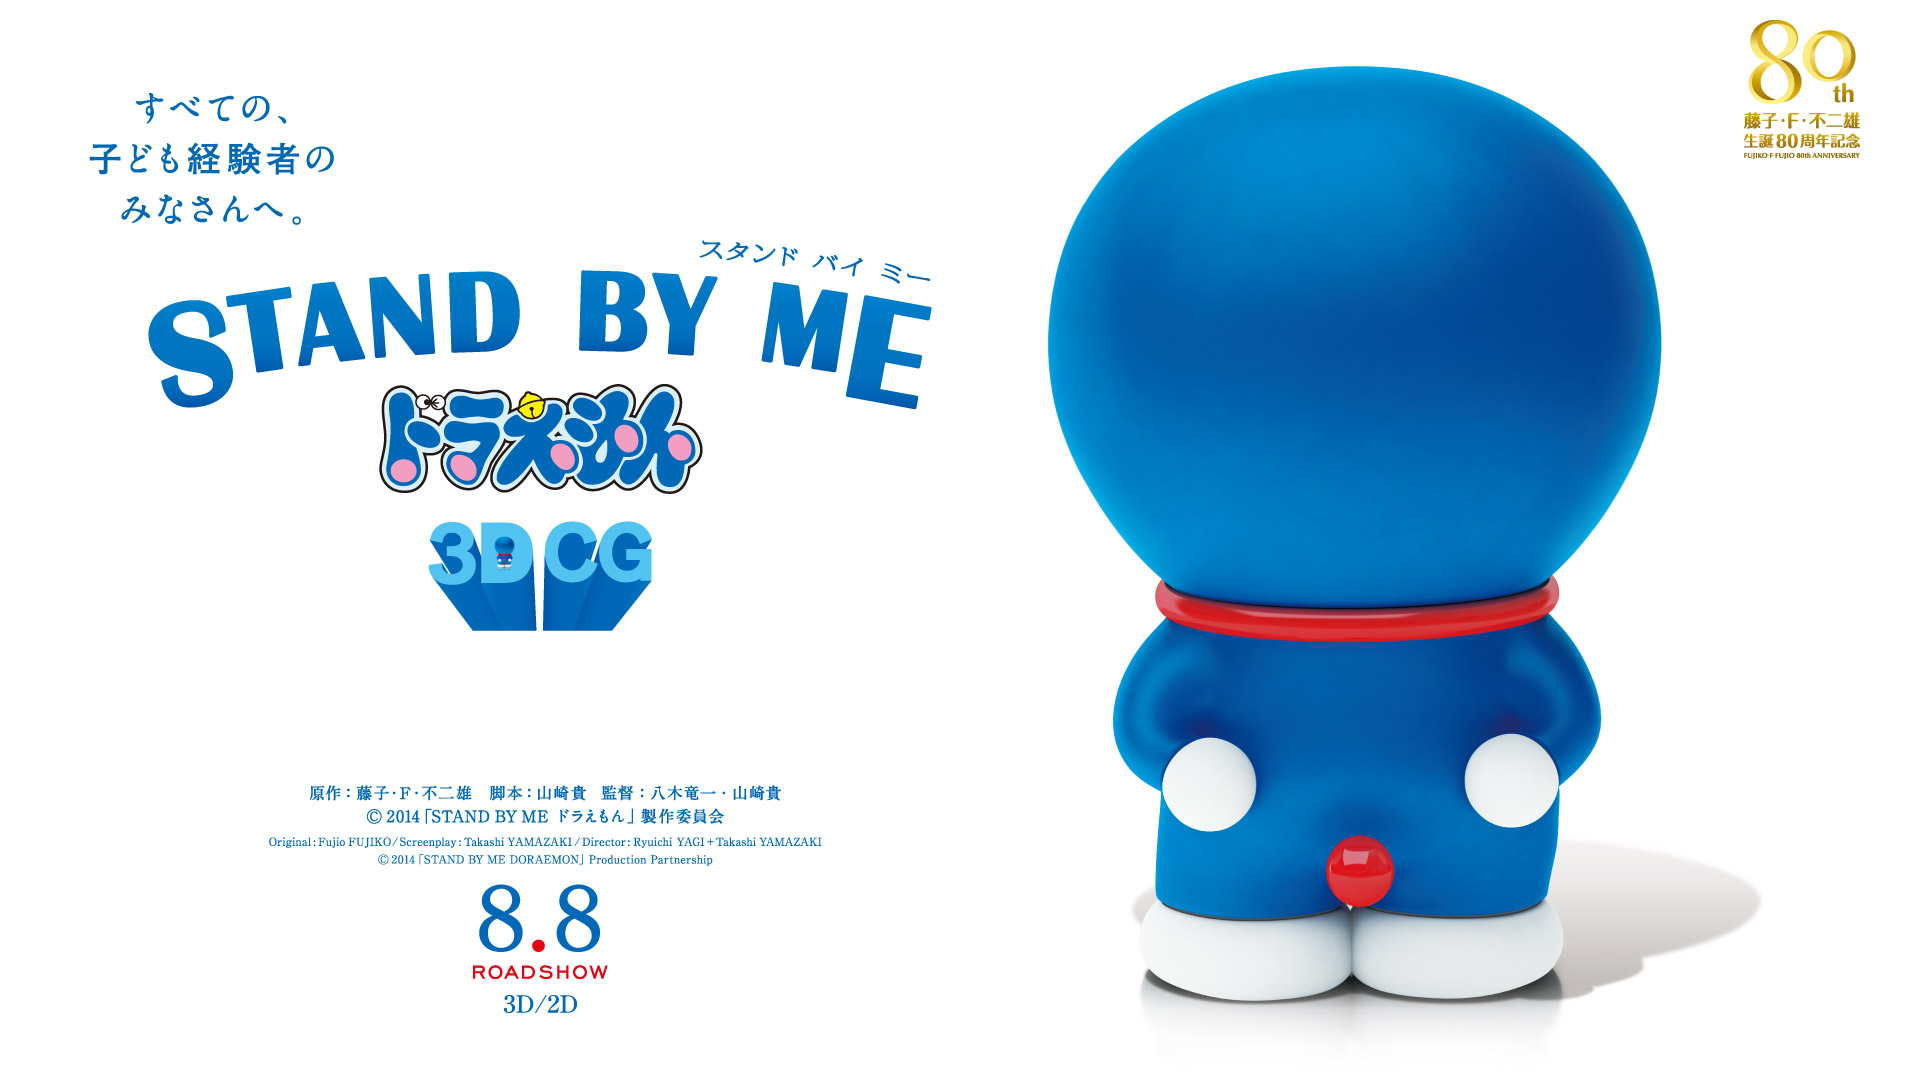 すべての、
子ども経験者の
みなさんへ。
スタンド バイ ミー
STAND BY ME
ドラえもん
3D CG
原作：藤子・F・不二雄　脚本：山崎貴　監督：八木竜一・山崎貴
© 2014「STAND BY ME ドラえもん」製作委員会
Original : Fujio FUJIKO / Screenplay : Takashi YAMAZAKI / Director : Ryuichi YAGI + Takashi YAMAZAKI
© 2014「STAND BY ME DORAEMON」Production Partnership
8.8
ROADSHOW
3D/2D
80th
藤子・F・不二雄
生誕80周年記念
FUJIKO・F・FUJIO 80th ANNIVERSARY